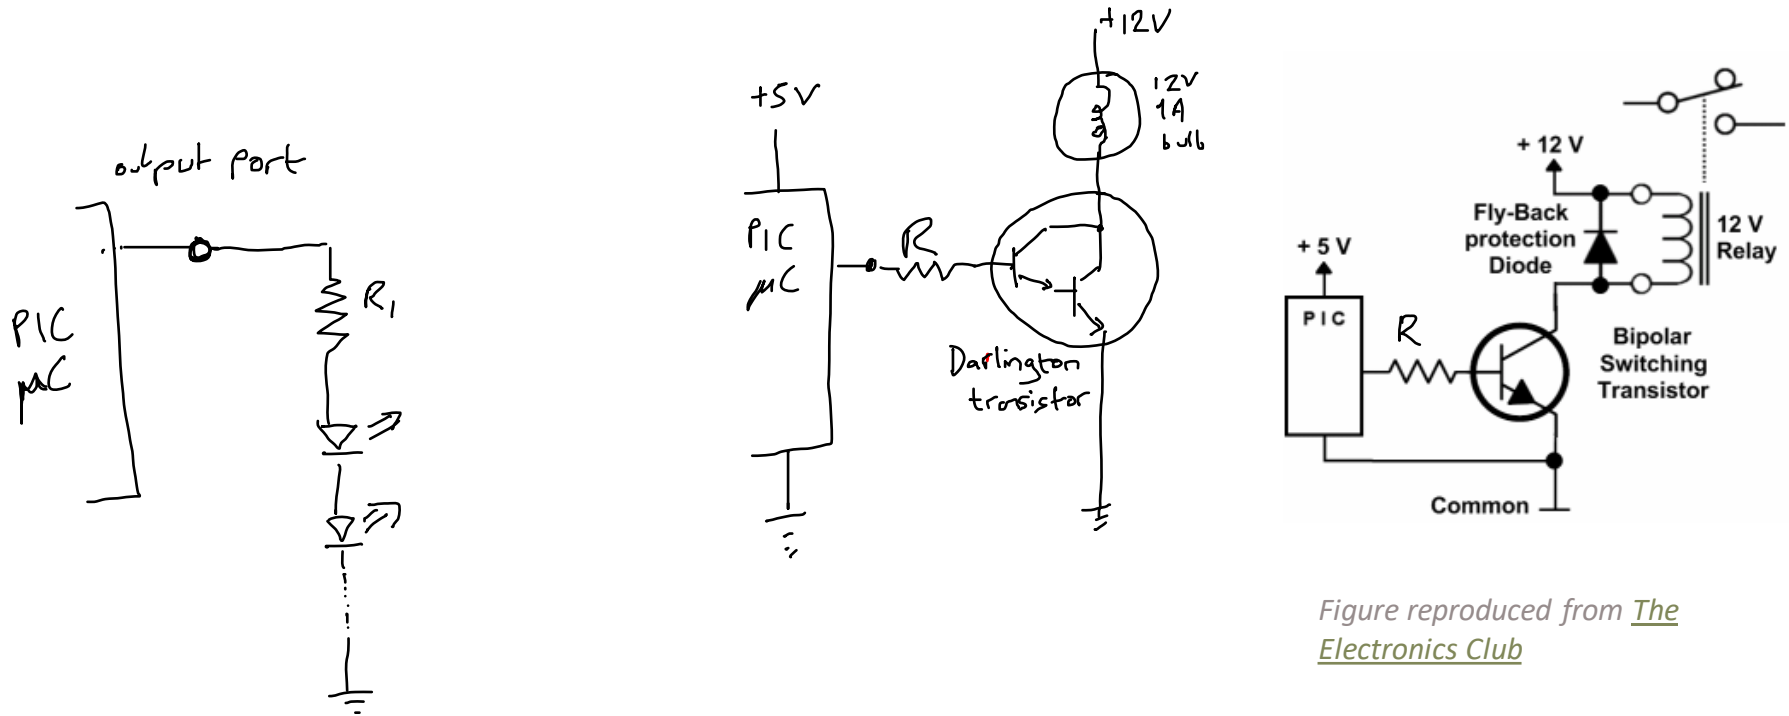 output port
PIC
μC
R1
+5V
PIC
μC
R
+12V
12V
1A
bulb
Darlington
transistor
+ 5 V
PIC
R
+ 12 V
Fly-Back
protection
Diode
12 V
Relay
Bipolar
Switching
Transistor
Common
Figure reproduced from The
Electronics Club